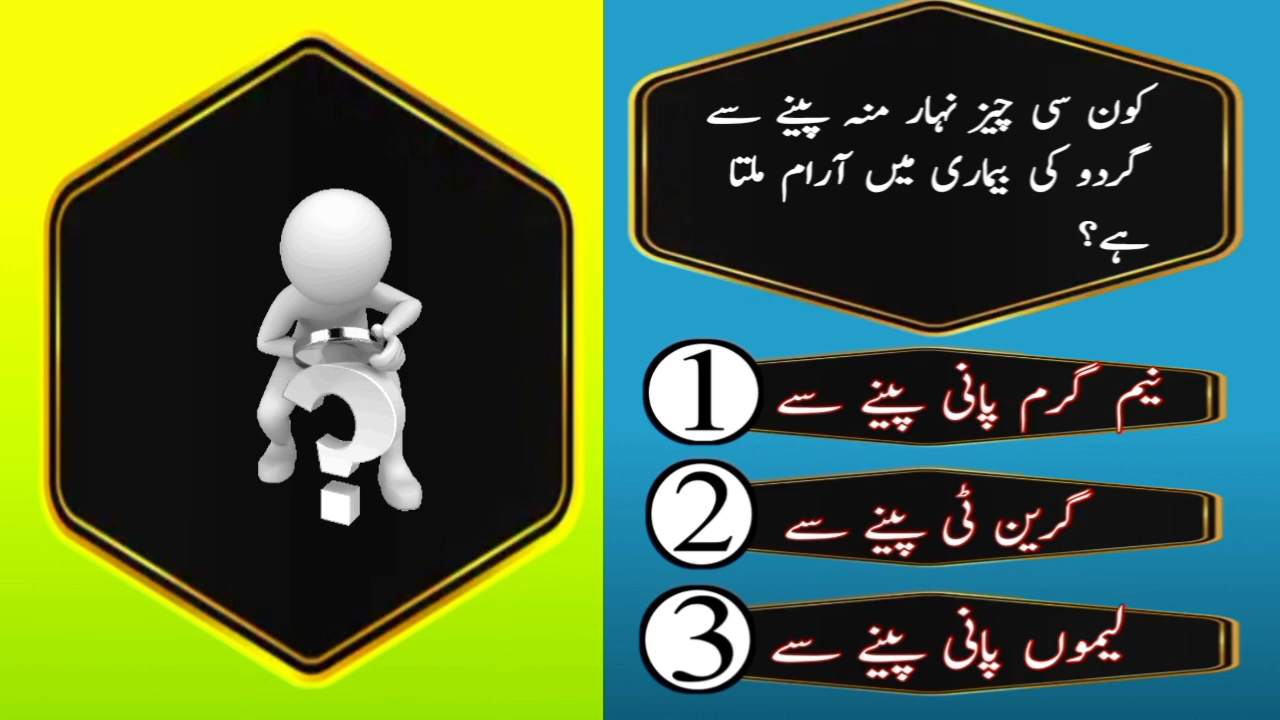 کون سی چیز نہار منہ پینے سے
گردو کی بیماری میں آرام ملتا
ہے؟
1 نیم گرم پانی پینے سے
2 گرین ٹی پینے سے
3 لیموں پانی پینے سے